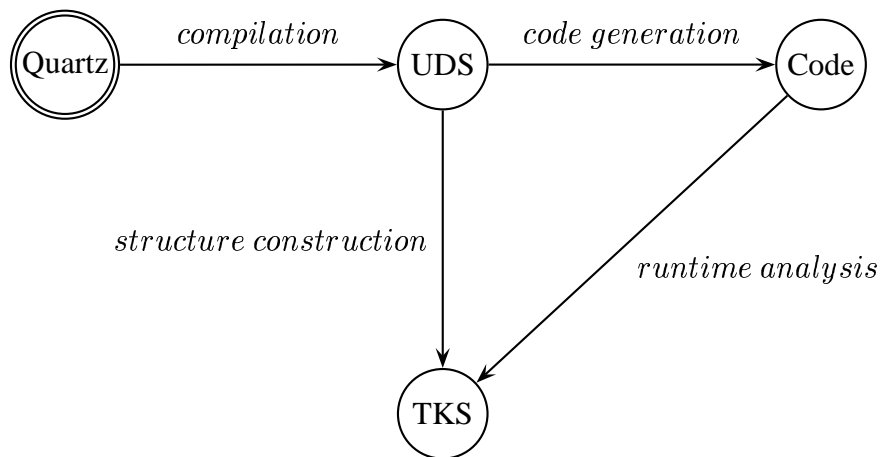 compilation
code generation
Quartz
UDS
Code
structure construction
runtime analysis
TKS